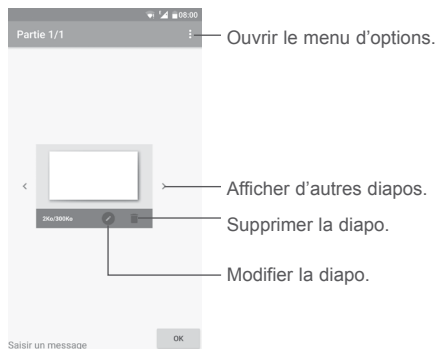 08:00
Partie 1/1
Ouvrir le menu d'options.
Afficher d'autres diapos.
2Ko/300Ko
Supprimer la diapo.
Modifier la diapo.
OK
Saisir un message